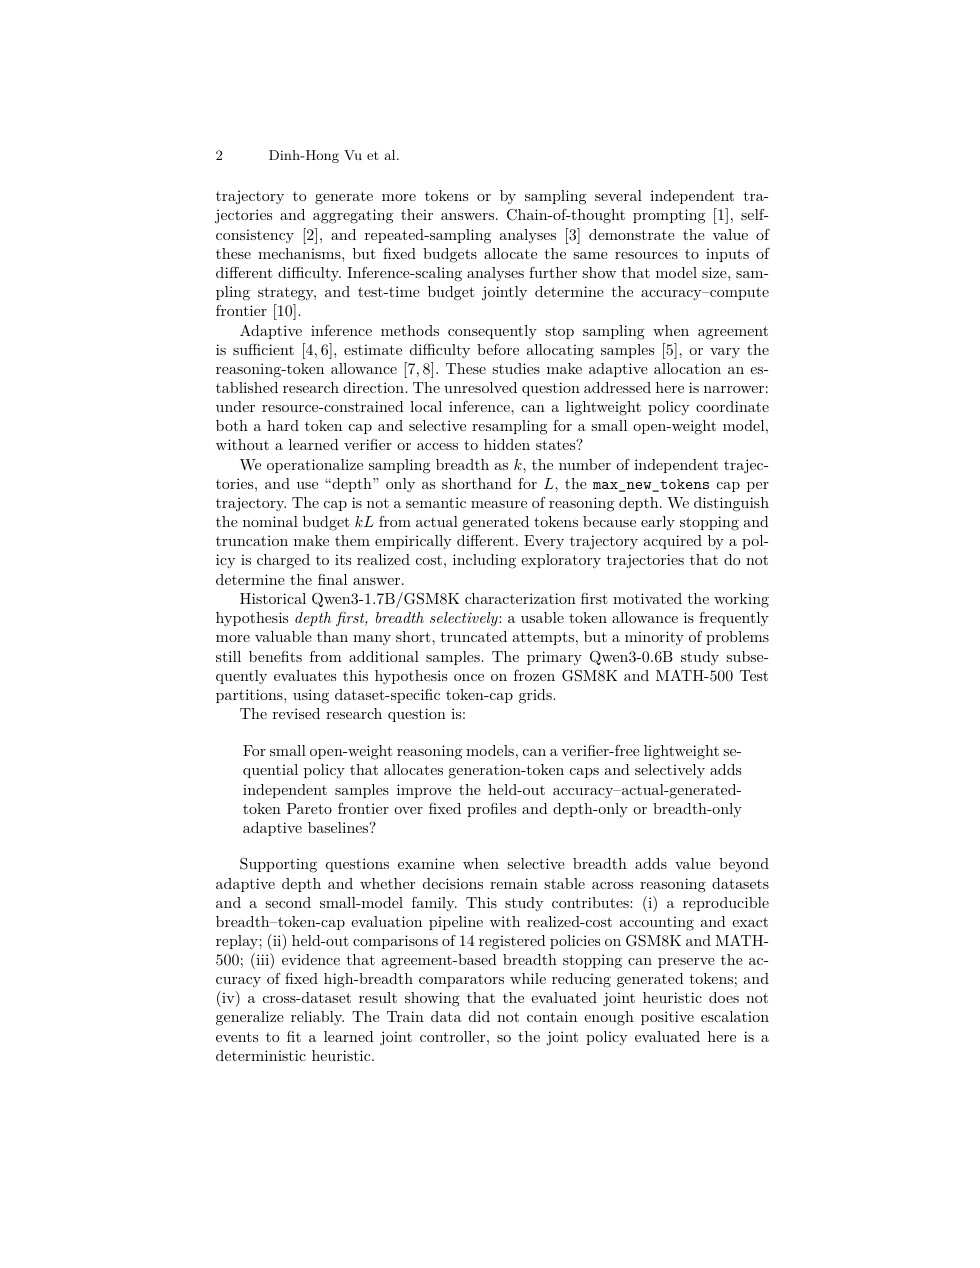 2 Dinh-Hong Vu et al.
trajectory to generate more tokens or by sampling several independent tra-
jectories and aggregating their answers. Chain-of-thought prompting [1], self-
consistency [2], and repeated-sampling analyses [3] demonstrate the value of
these mechanisms, but fixed budgets allocate the same resources to inputs of
different difficulty. Inference-scaling analyses further show that model size, sam-
pling strategy, and test-time budget jointly determine the accuracy–compute
frontier [10].
Adaptive inference methods consequently stop sampling when agreement
is sufficient [4, 6], estimate difficulty before allocating samples [5], or vary the
reasoning-token allowance [7, 8]. These studies make adaptive allocation an es-
tablished research direction. The unresolved question addressed here is narrower:
under resource-constrained local inference, can a lightweight policy coordinate
both a hard token cap and selective resampling for a small open-weight model,
without a learned verifier or access to hidden states?
We operationalize sampling breadth as k, the number of independent trajec-
tories, and use “depth” only as shorthand for L, the max_new_tokens cap per
trajectory. The cap is not a semantic measure of reasoning depth. We distinguish
the nominal budget kL from actual generated tokens because early stopping and
truncation make them empirically different. Every trajectory acquired by a pol-
icy is charged to its realized cost, including exploratory trajectories that do not
determine the final answer.
Historical Qwen3-1.7B/GSM8K characterization first motivated the working
hypothesis depth first, breadth selectively: a usable token allowance is frequently
more valuable than many short, truncated attempts, but a minority of problems
still benefits from additional samples. The primary Qwen3-0.6B study subse-
quently evaluates this hypothesis once on frozen GSM8K and MATH-500 Test
partitions, using dataset-specific token-cap grids.
The revised research question is:
For small open-weight reasoning models, can a verifier-free lightweight se-
quential policy that allocates generation-token caps and selectively adds
independent samples improve the held-out accuracy–actual-generated-
token Pareto frontier over fixed profiles and depth-only or breadth-only
adaptive baselines?
Supporting questions examine when selective breadth adds value beyond
adaptive depth and whether decisions remain stable across reasoning datasets
and a second small-model family. This study contributes: (i) a reproducible
breadth–token-cap evaluation pipeline with realized-cost accounting and exact
replay; (ii) held-out comparisons of 14 registered policies on GSM8K and MATH-
500; (iii) evidence that agreement-based breadth stopping can preserve the ac-
curacy of fixed high-breadth comparators while reducing generated tokens; and
(iv) a cross-dataset result showing that the evaluated joint heuristic does not
generalize reliably. The Train data did not contain enough positive escalation
events to fit a learned joint controller, so the joint policy evaluated here is a
deterministic heuristic.